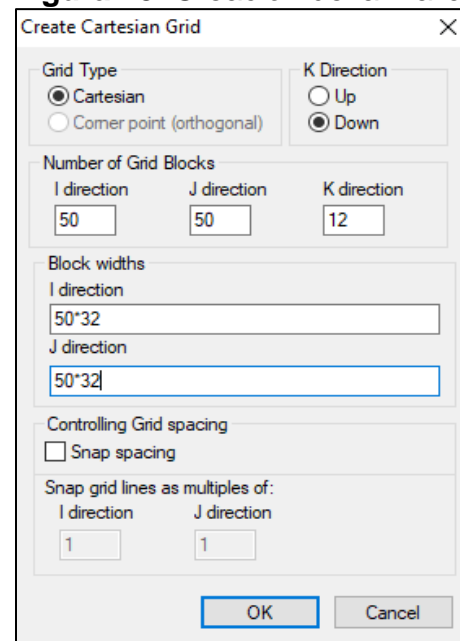 Create Cartesian Grid
Grid Type
K Direction
Cartesian
Up
Corner point (orthogonal)
Down
Number of Grid Blocks
I direction J direction K direction
50 50 12
Block widths
I direction
50*32
J direction
50*32
Controlling Grid spacing
Snap spacing
Snap grid lines as multiples of:
I direction J direction
1 1
OK Cancel